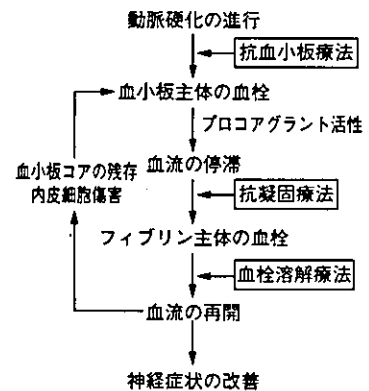 動脈硬化の進行
抗血小板療法
血小板主体の血栓
プロコアグラント活性
血流の停滞
血小板コアの残存
内皮細胞傷害
抗凝固療法
フィブリン主体の血栓
血栓溶解療法
血流の再開
神経症状の改善